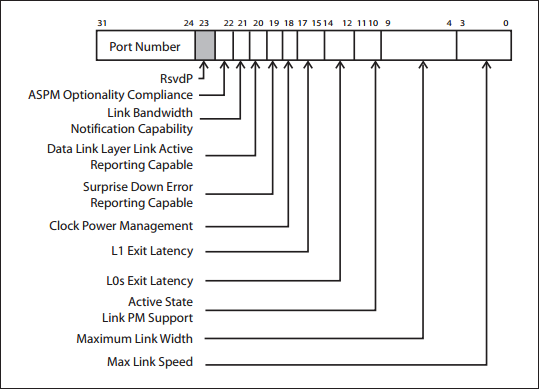 31 24 23 22 21 20 19 18 17 15 14 12 11 10 9 4 3 0
Port Number
RsvdP
ASPM Optionality Compliance
Link Bandwidth
Notification Capability
Data Link Layer Link Active
Reporting Capable
Surprise Down Error
Reporting Capable
Clock Power Management
L1 Exit Latency
L0s Exit Latency
Active State
Link PM Support
Maximum Link Width
Max Link Speed